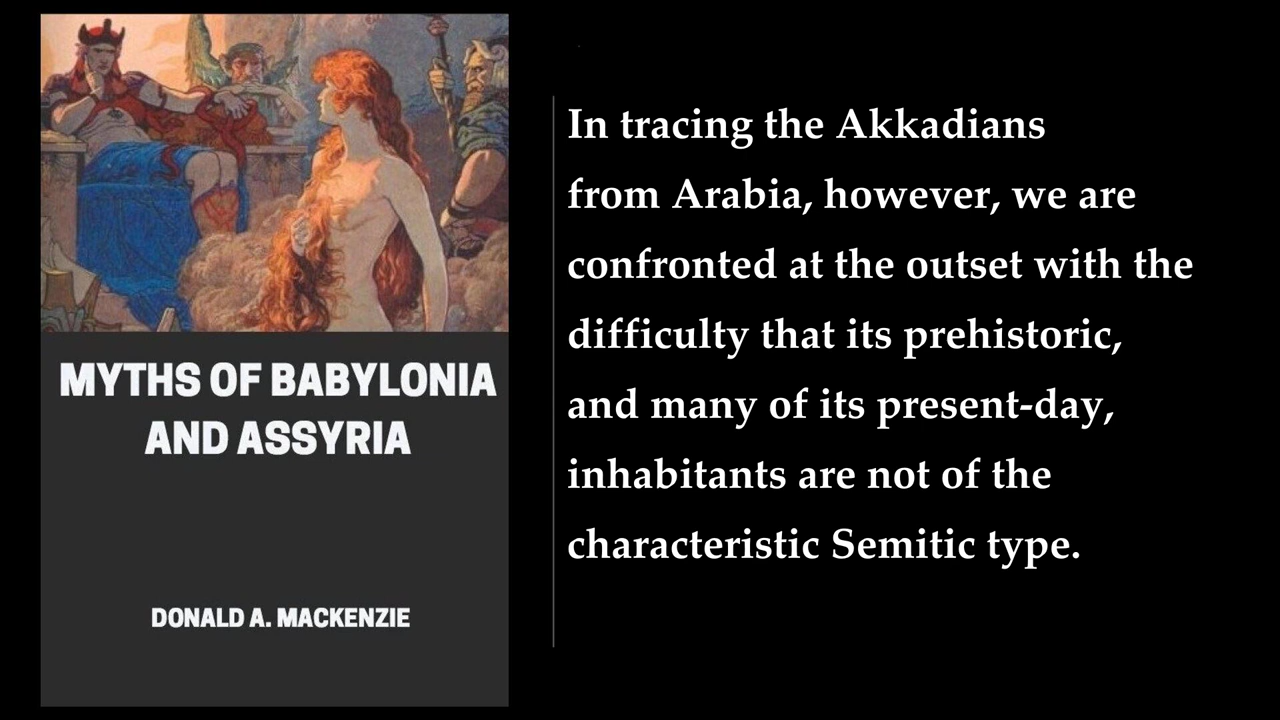 MYTHS OF BABYLONIA
AND ASSYRIA
DONALD A. MACKENZIE
In tracing the Akkadians
from Arabia, however, we are
confronted at the outset with the
difficulty that its prehistoric,
and many of its present-day,
inhabitants are not of the
characteristic Semitic type.